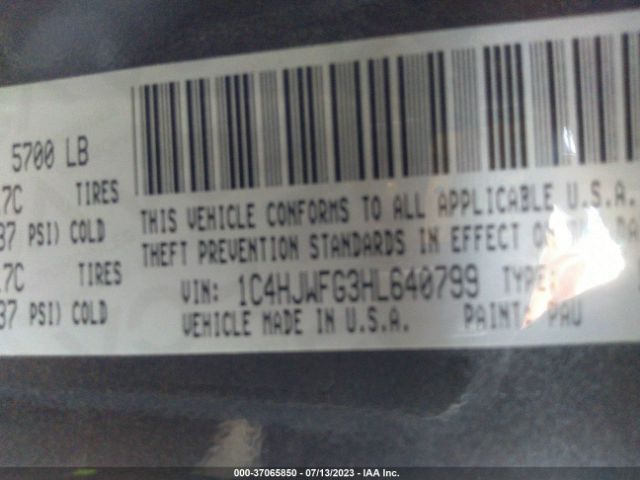 5700 LB
7C TIRES
37 PSI) COLD
7C TIRES
37 PSI) COLD
THIS VEHICLE CONFORMS TO ALL APPLICABLE U.S.A.
THEFT PREVENTION STANDARDS IN EFFECT
VIN: 1C4HJWFG3HL640799 TYPE:
VEHICLE MADE IN U.S.A. PAINT: PAU
000-37065850 - 07/13/2023 - IAA Inc.